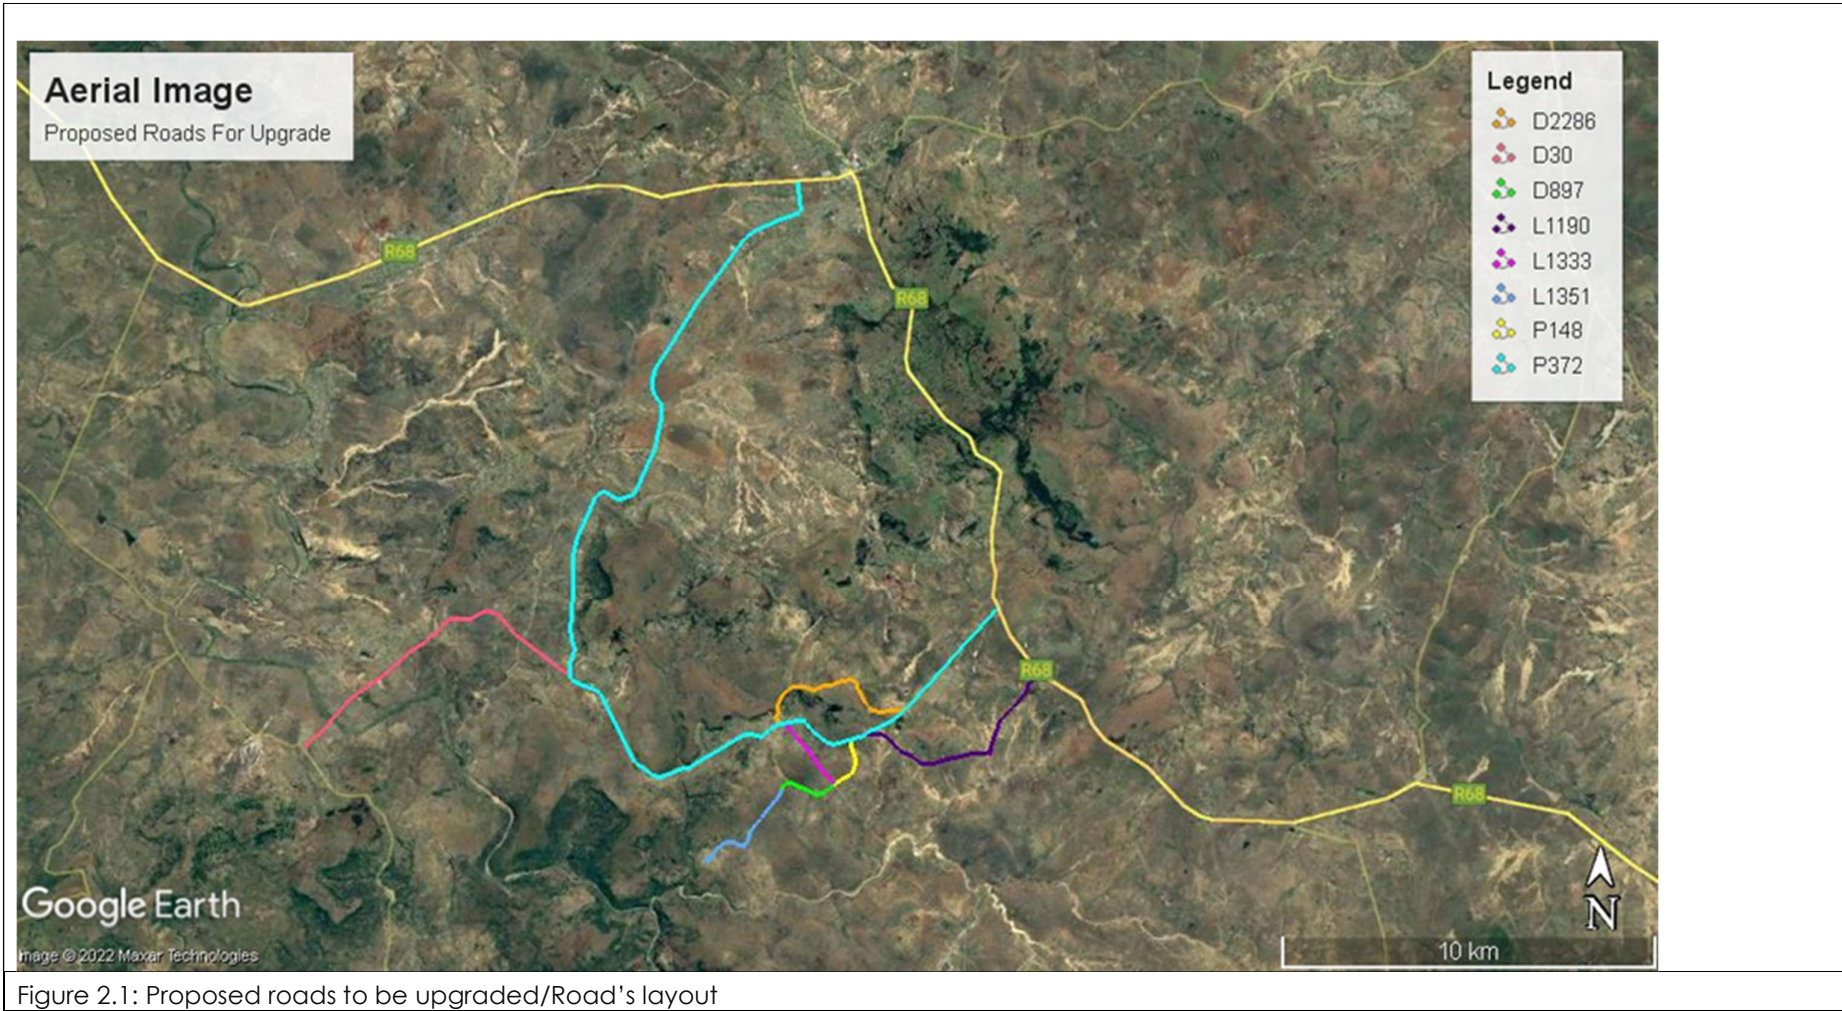 Aerial Image
Proposed Roads For Upgrade
Legend
D2286
D30
D897
L1190
L1333
L1351
P148
P372
R68
R68
R68
R68
Google Earth
Image © 2022 Maxar Technologies
N
10 km
Figure 2.1: Proposed roads to be upgraded/Road’s layout